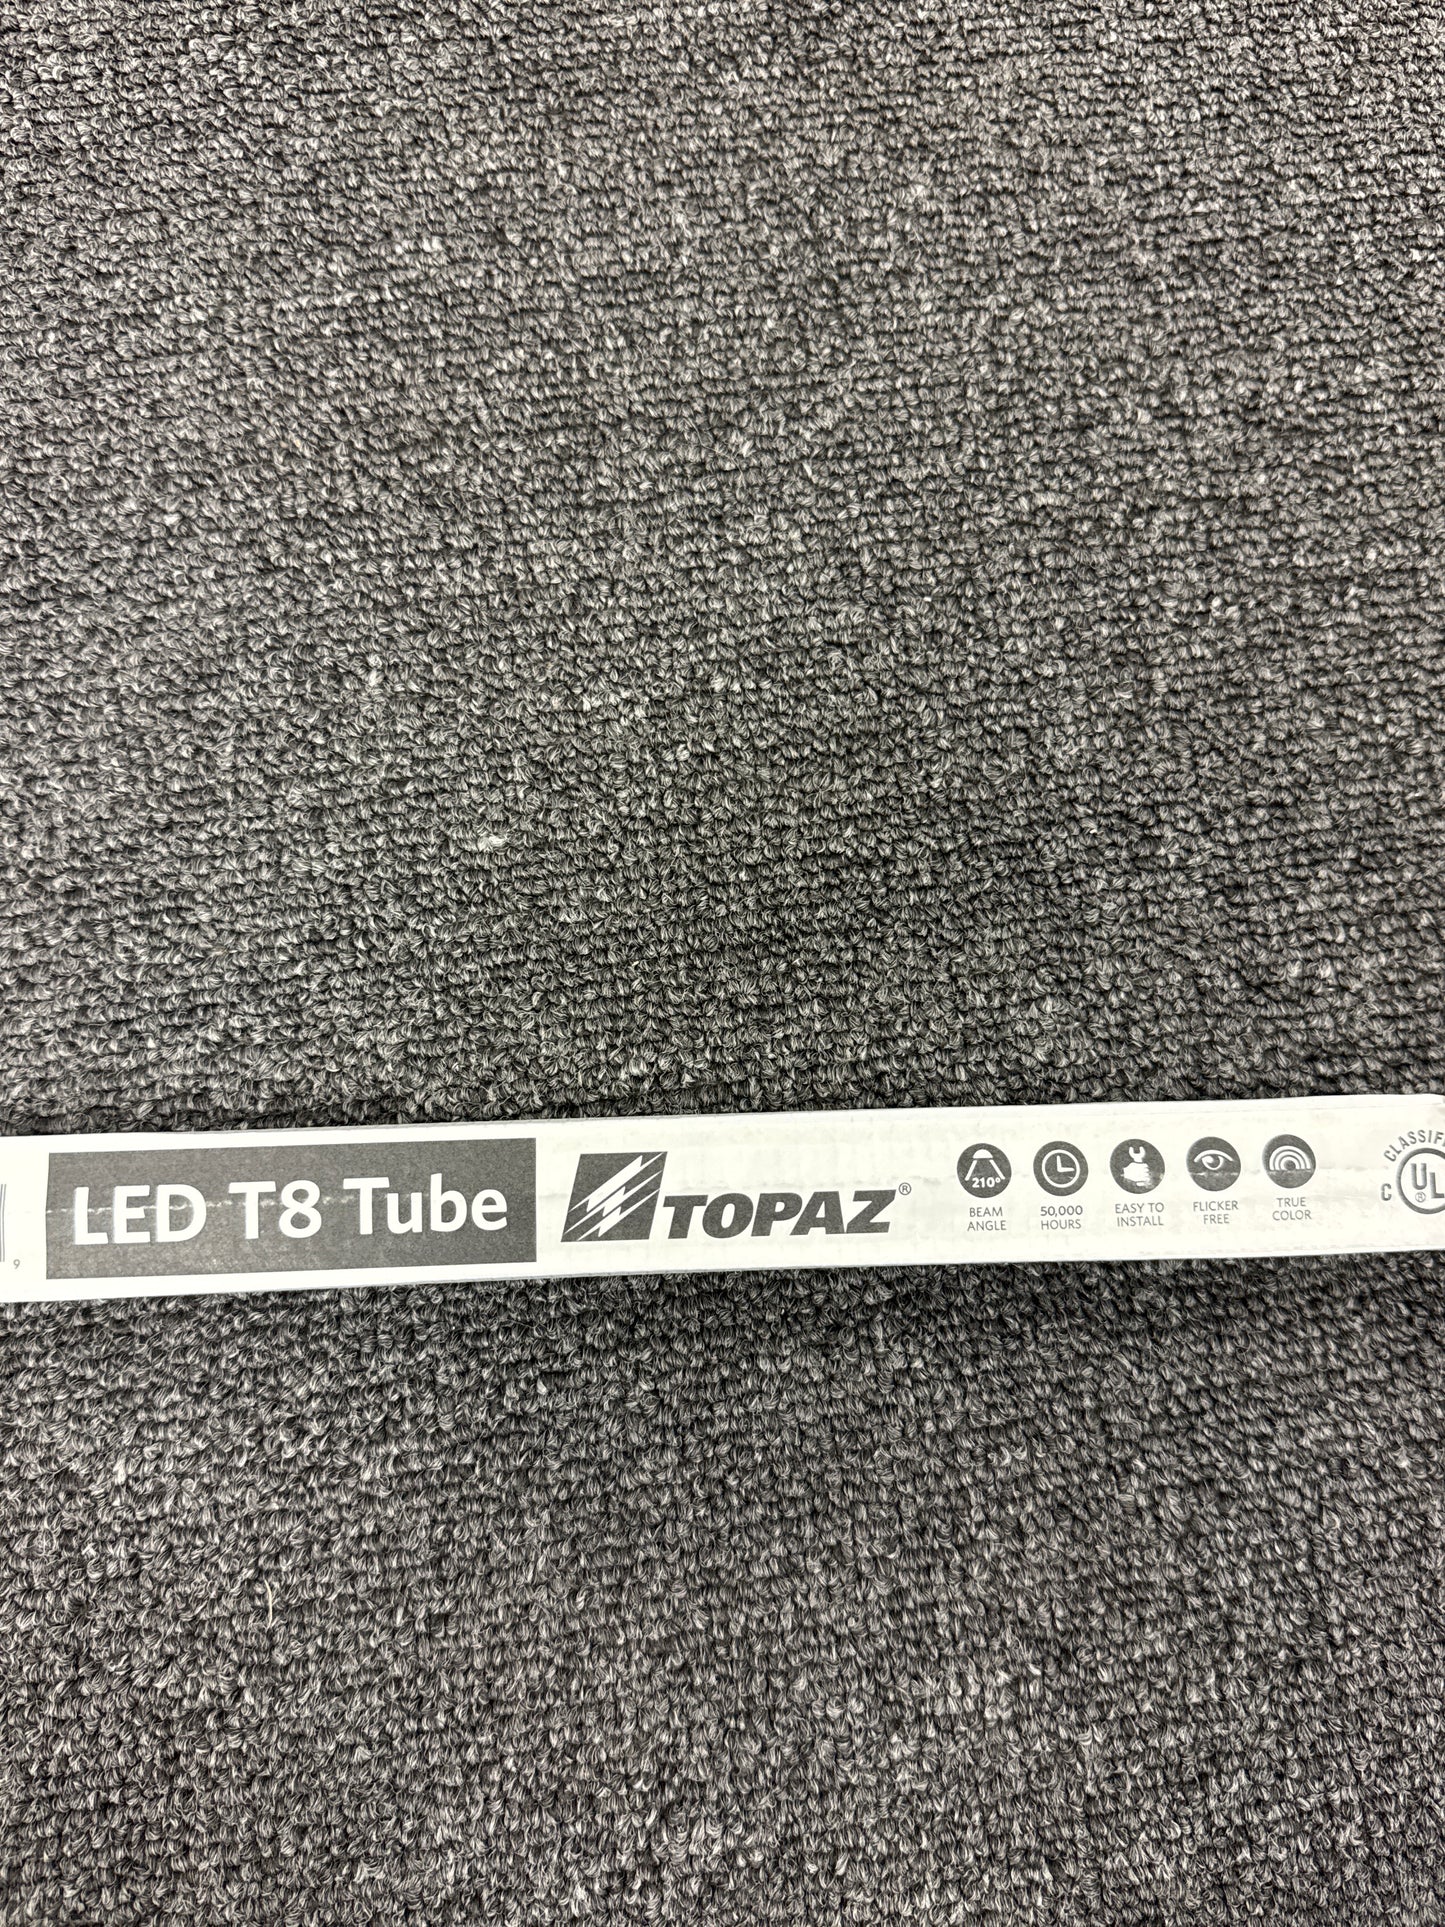 9
LED T8 Tube
TOPAZ®
210°
BEAM
ANGLE
50,000
HOURS
EASY TO
INSTALL
FLICKER
FREE
TRUE
COLOR
C
UL
®